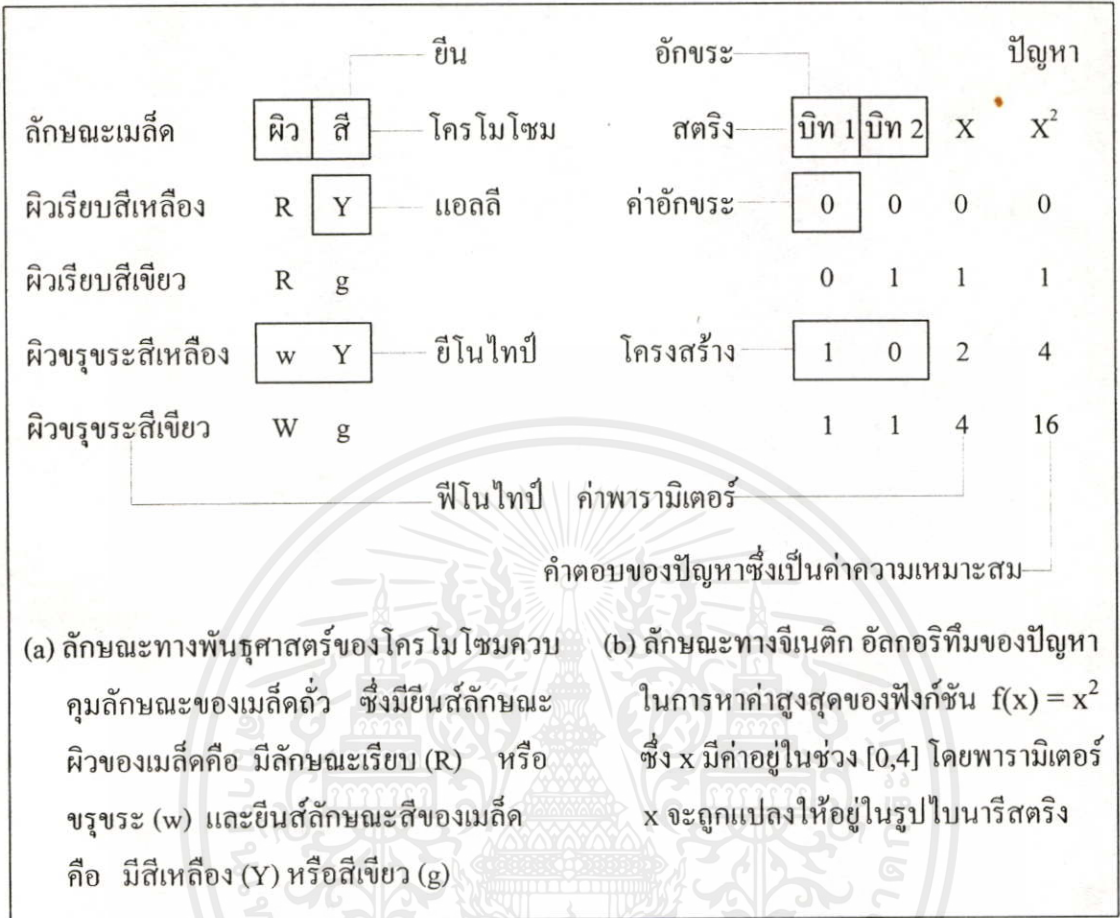 ยีน อักขระ ปัญหา
ลักษณะเมล็ด ผิว สี โครโมโซม สตริง บิท 1 บิท 2 X X²
ผิวเรียบสีเหลือง R Y แอลลี ค่าอักขระ 0 0 0 0
ผิวเรียบสีเขียว R g 0 1 1 1
ผิวขรุขระสีเหลือง w Y ยีโนไทป์ โครงสร้าง 1 0 2 4
ผิวขรุขระสีเขียว W g 1 1 4 16
ฟีโนไทป์ ค่าพารามิเตอร์
คำตอบของปัญหาซึ่งเป็นค่าความเหมาะสม
(a) ลักษณะทางพันธุศาสตร์ของโครโมโซมควบ
คุมลักษณะของเมล็ดถั่ว ซึ่งมียีนส์ลักษณะ
ผิวของเมล็ดคือ มีลักษณะเรียบ (R) หรือ
ขรุขระ (w) และยีนส์ลักษณะสีของเมล็ด
คือ มีสีเหลือง (Y) หรือสีเขียว (g)
(b) ลักษณะทางจีเนติก อัลกอริทึมของปัญหา
ในการหาค่าสูงสุดของฟังก์ชัน f(x) = x²
ซึ่ง x มีค่าอยู่ในช่วง [0,4] โดยพารามิเตอร์
x จะถูกแปลงให้อยู่ในรูปไบนารีสตริง